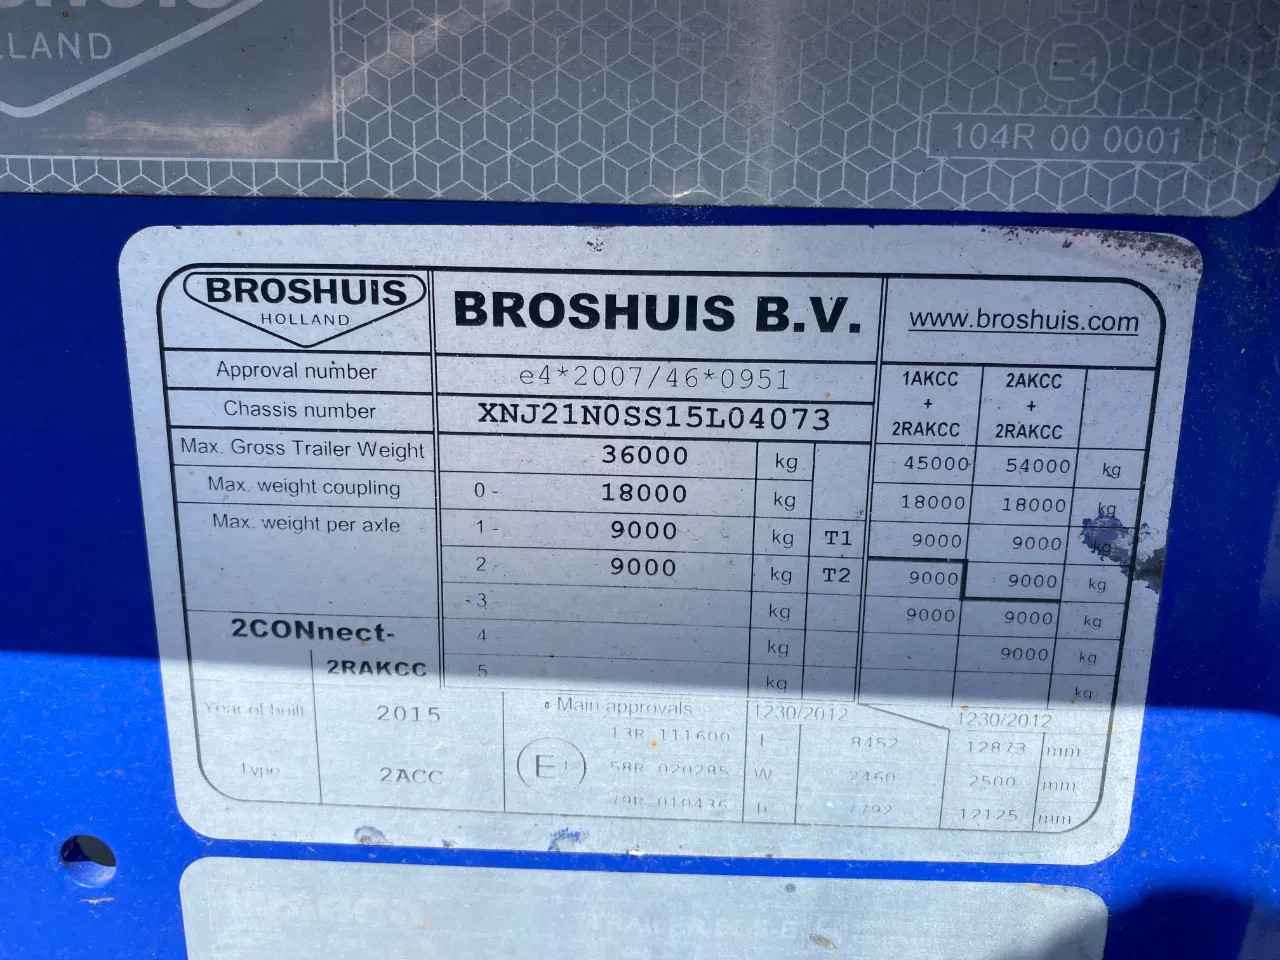 LLAND
E4
104R 00 0001
BROSHUIS
HOLLAND
BROSHUIS B.V.
www.broshuis.com
Approval number e4*2007/46*0951 1AKCC + 2RAKCC 2AKCC + 2RAKCC
Chassis number XNJ21N0SS15L04073
Max. Gross Trailer Weight 36000 kg 45000 54000 kg
Max. weight coupling 0 - 18000 kg 18000 18000 kg
Max. weight per axle 1 - 9000 kg T1 9000 9000 kg
2 - 9000 kg T2 9000 9000 kg
- 3 kg 9000 9000 kg
2CONnect- 4 kg 9000 kg
2RAKCC 5 kg kg
Year of built 2015 Main approvals 1230/2012 1230/2012
13R 111600 L 8452 12873 mm
Type 2ACC E 58R 020285 W 2460 2500 mm
79R 010436 12125 mm